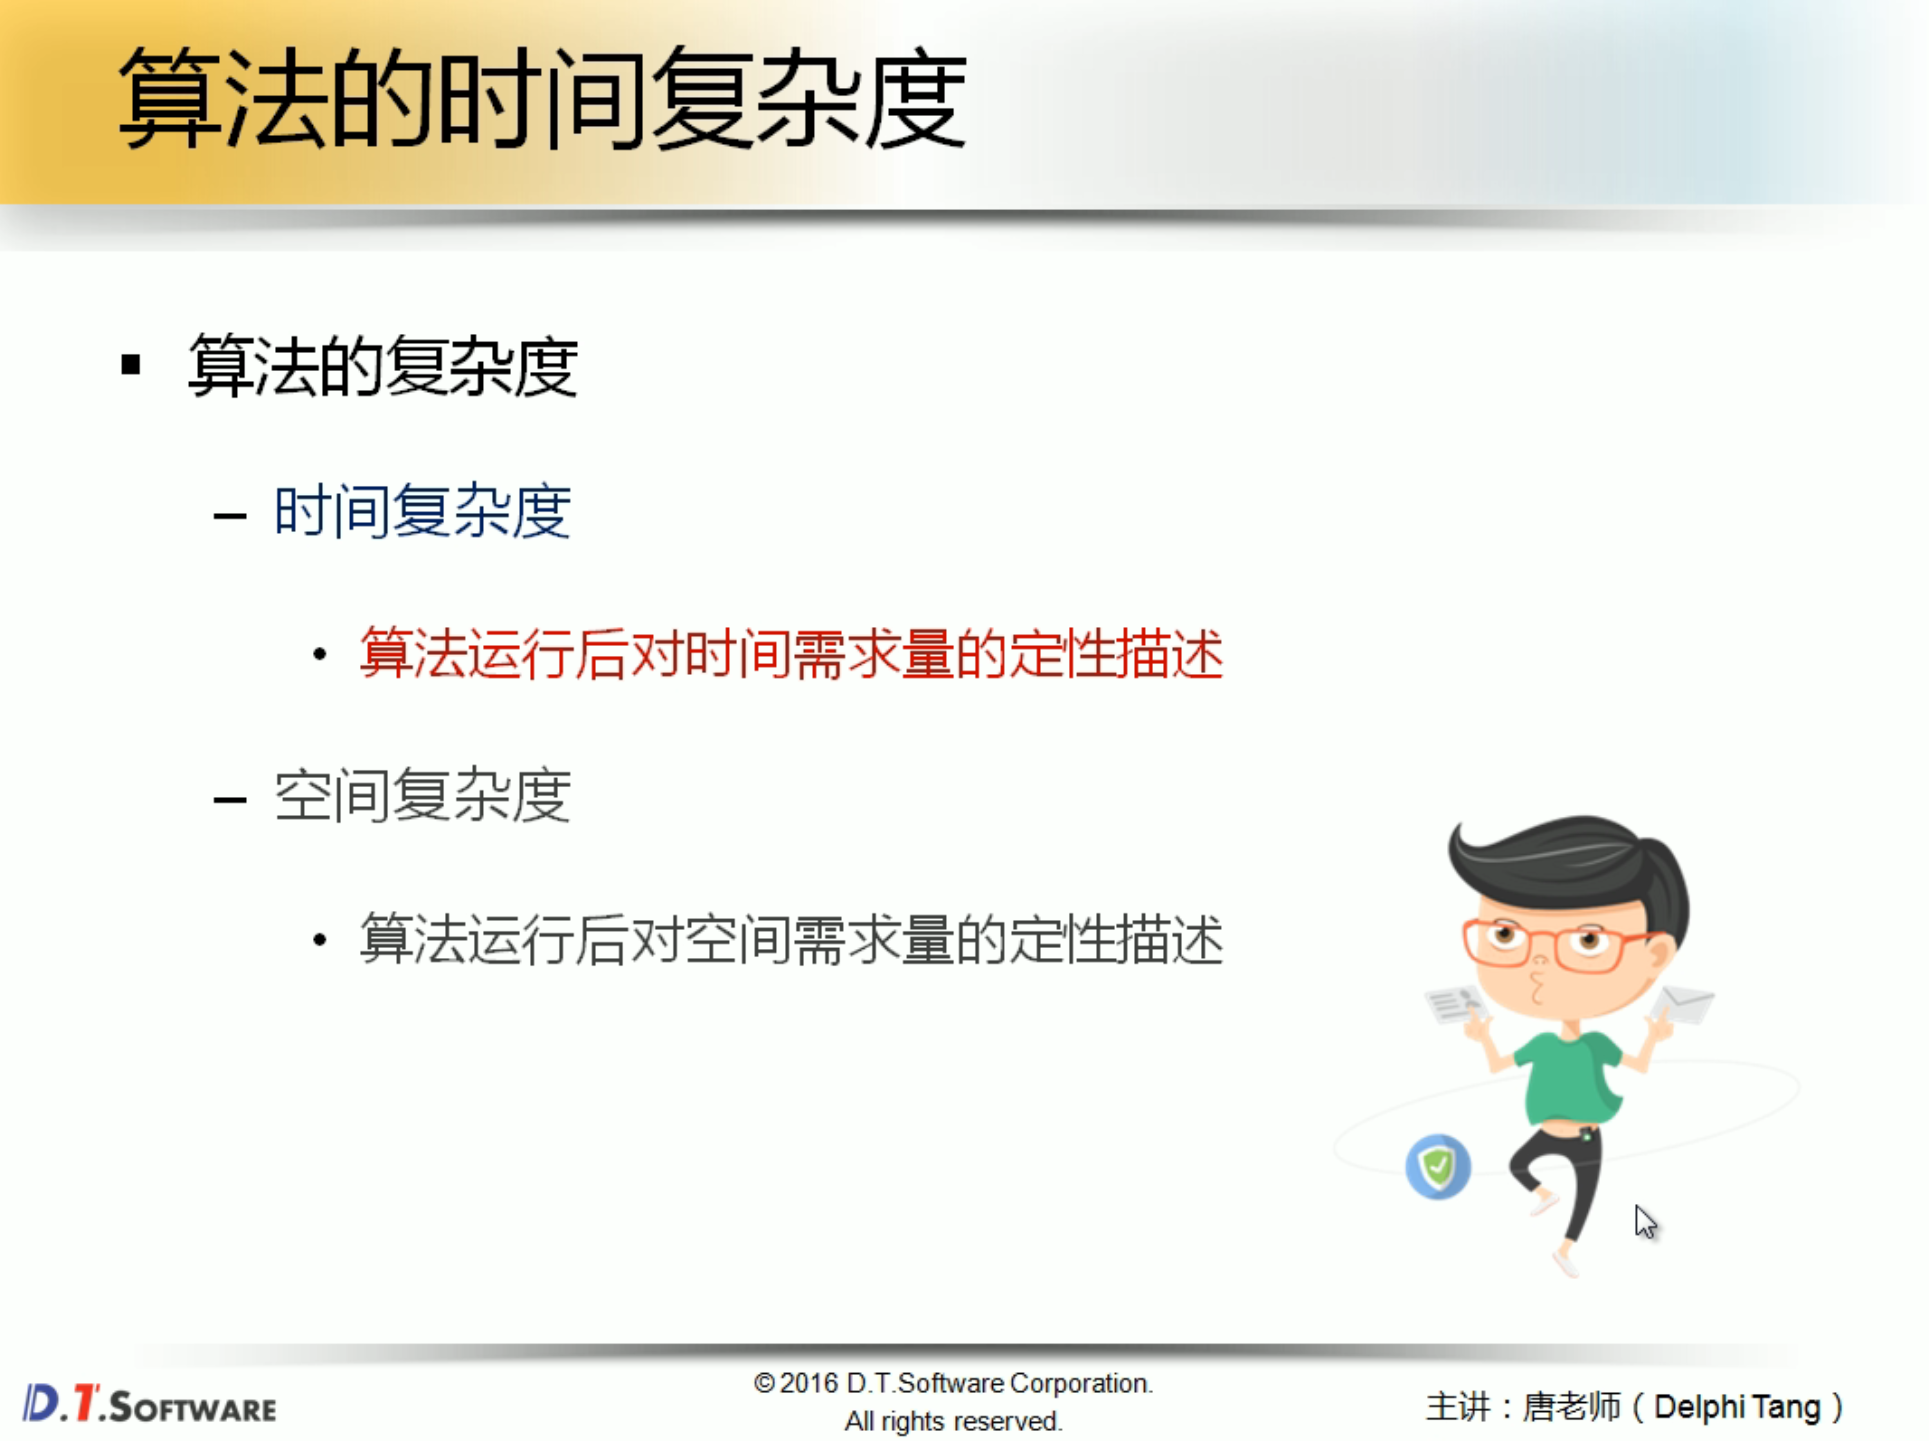 算法的时间复杂度
▪ 算法的复杂度
– 时间复杂度
• 算法运行后对时间需求量的定性描述
– 空间复杂度
• 算法运行后对空间需求量的定性描述
D.T.SOFTWARE
© 2016 D.T.Software Corporation.
All rights reserved.
主讲：唐老师（Delphi Tang）